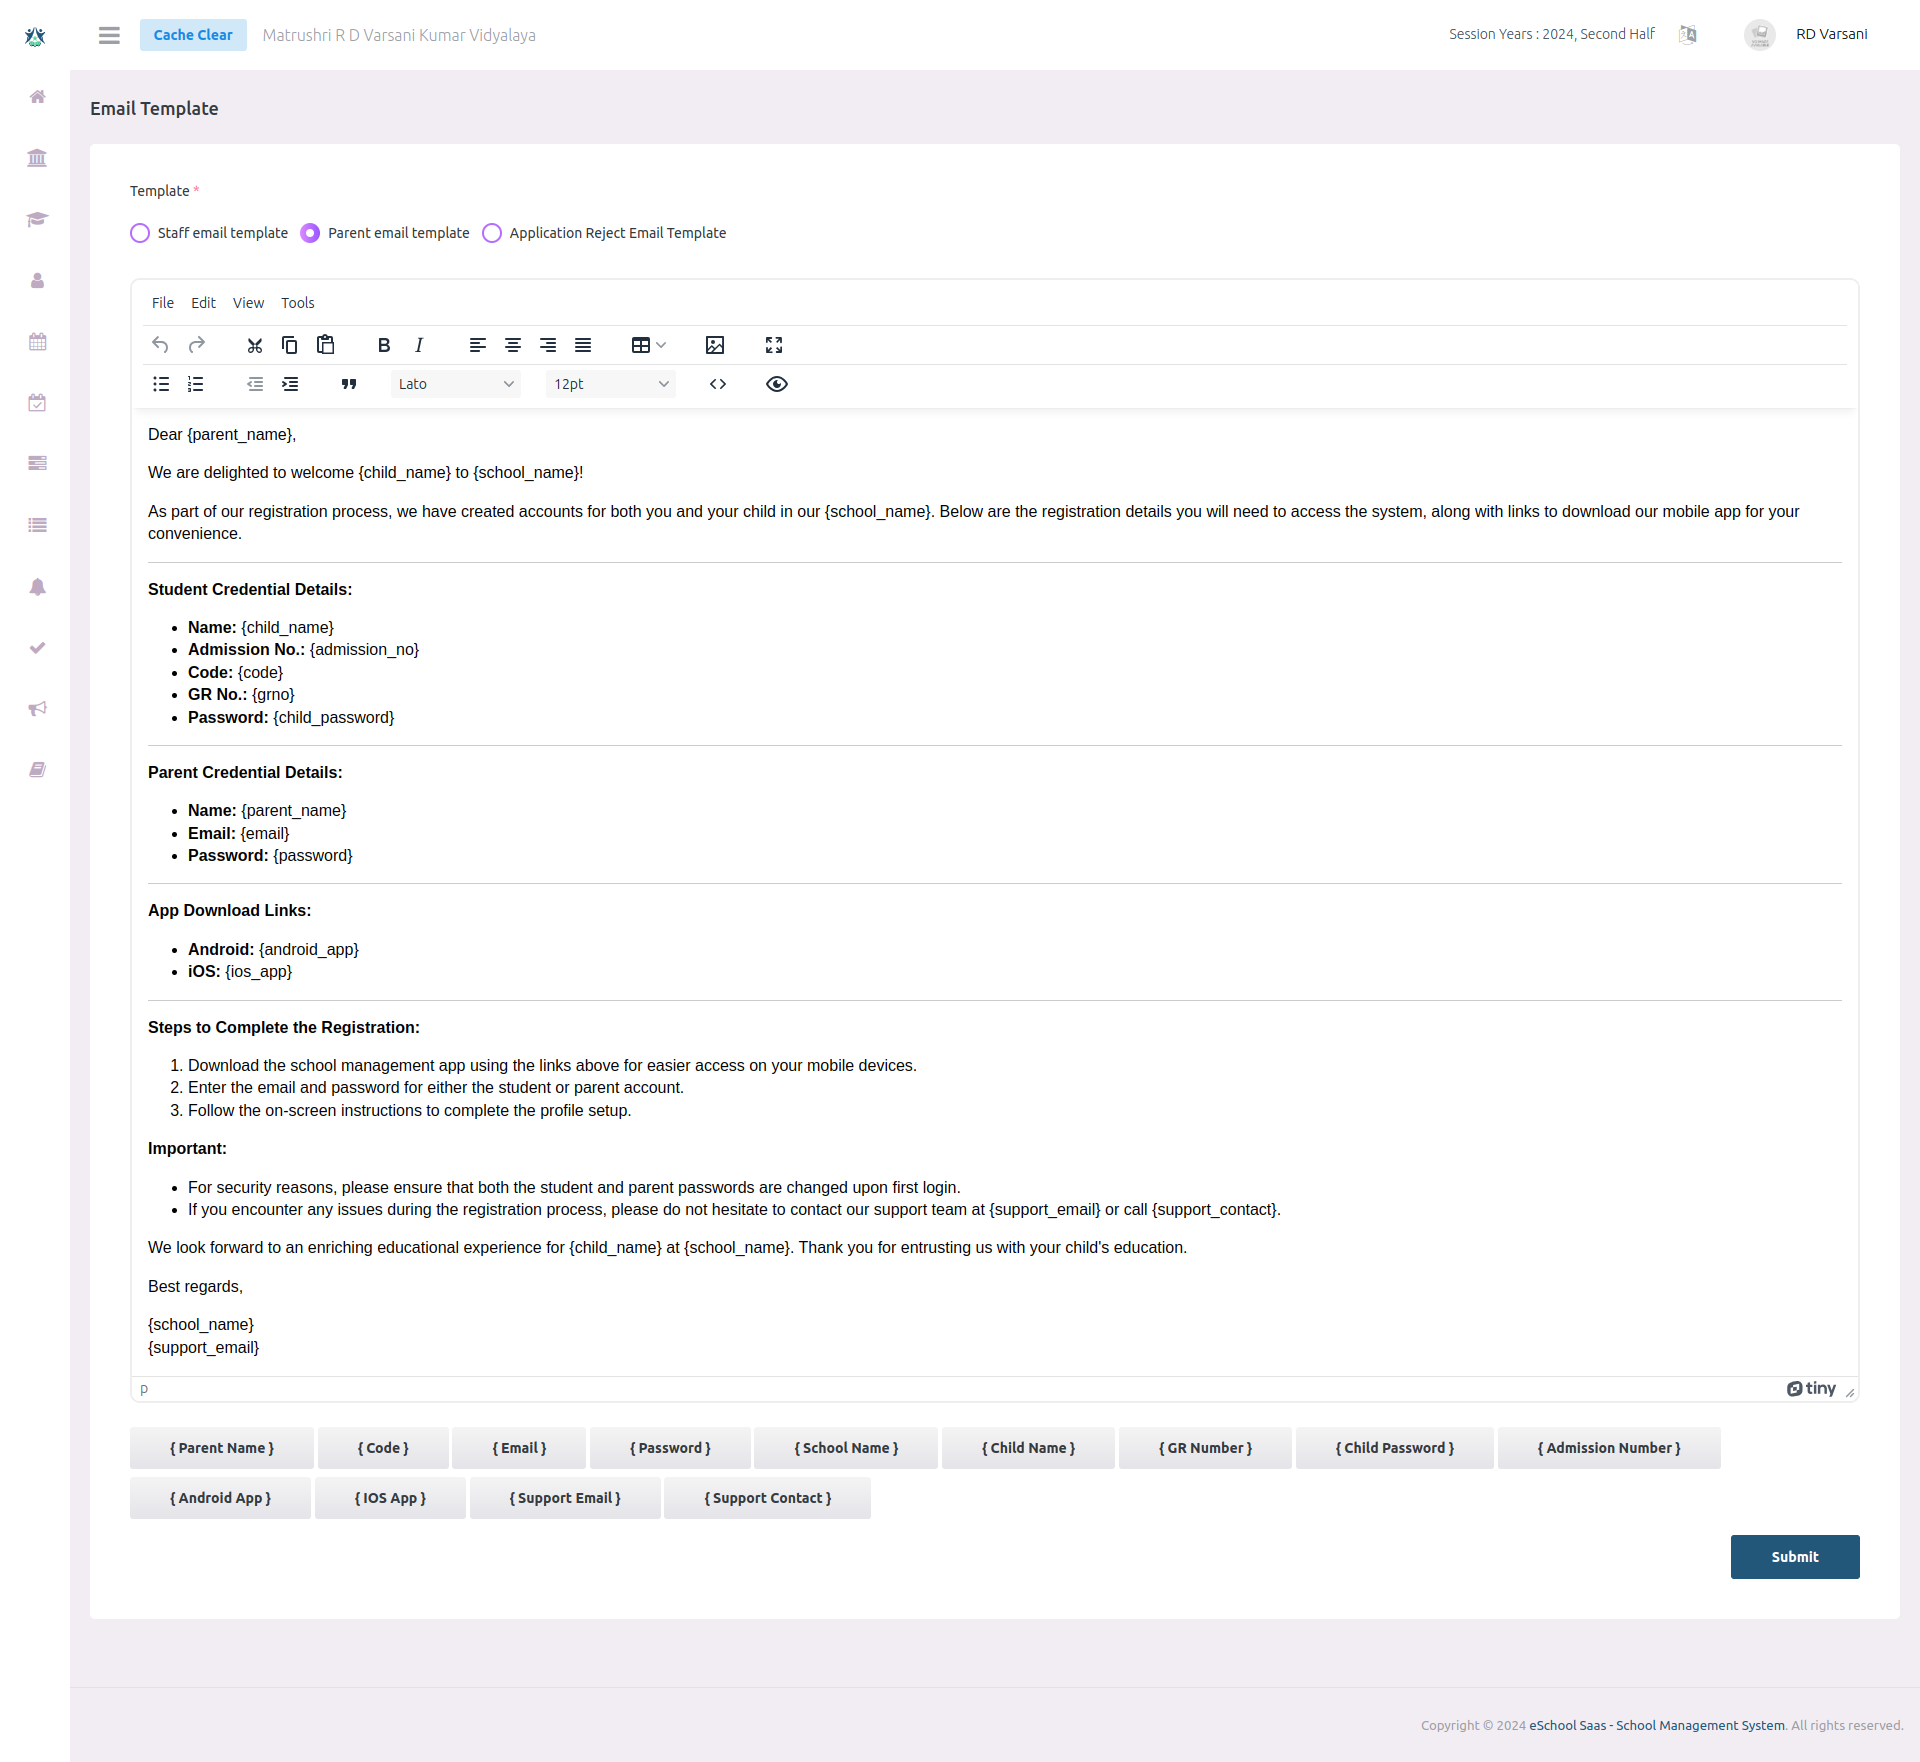 Cache Clear
Matrushri R D Varsani Kumar Vidyalaya
Session Years : 2024, Second Half
RD Varsani
Email Template
Template *
Staff email template
Parent email template
Application Reject Email Template
File Edit View Tools
Lato
12pt
Dear {parent_name},
We are delighted to welcome {child_name} to {school_name}!
As part of our registration process, we have created accounts for both you and your child in our {school_name}. Below are the registration details you will need to access the system, along with links to download our mobile app for your
convenience.
Student Credential Details:
• Name: {child_name}
• Admission No.: {admission_no}
• Code: {code}
• GR No.: {grno}
• Password: {child_password}
Parent Credential Details:
• Name: {parent_name}
• Email: {email}
• Password: {password}
App Download Links:
• Android: {android_app}
• iOS: {ios_app}
Steps to Complete the Registration:
1. Download the school management app using the links above for easier access on your mobile devices.
2. Enter the email and password for either the student or parent account.
3. Follow the on-screen instructions to complete the profile setup.
Important:
• For security reasons, please ensure that both the student and parent passwords are changed upon first login.
• If you encounter any issues during the registration process, please do not hesitate to contact our support team at {support_email} or call {support_contact}.
We look forward to an enriching educational experience for {child_name} at {school_name}. Thank you for entrusting us with your child's education.
Best regards,
{school_name}
{support_email}
p
tiny
{ Parent Name } { Code } { Email } { Password } { School Name } { Child Name } { GR Number } { Child Password } { Admission Number }
{ Android App } { IOS App } { Support Email } { Support Contact }
Submit
Copyright © 2024 eSchool Saas - School Management System. All rights reserved.